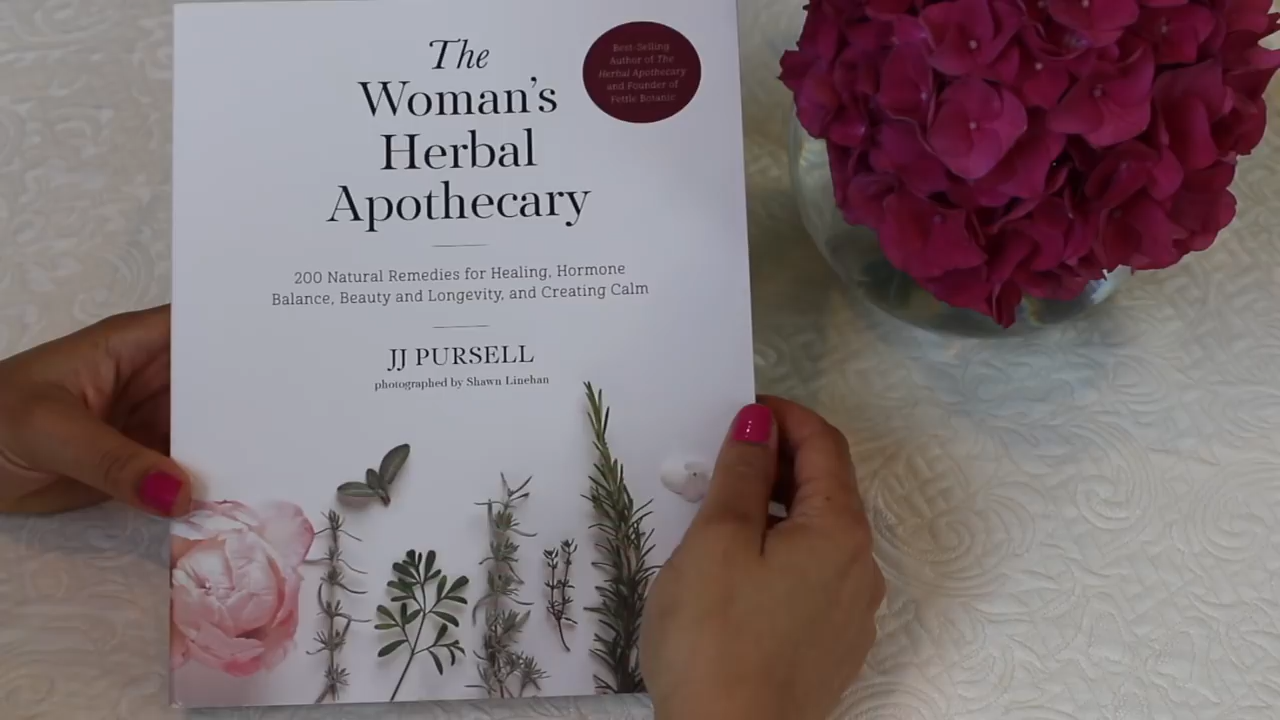 The
Woman's
Herbal
Apothecary
Best-Selling
Author of The
Herbal Apothecary
and Founder of
Fettle Botanic
200 Natural Remedies for Healing, Hormone
Balance, Beauty and Longevity, and Creating Calm
JJ PURSELL
photographed by Shawn Linehan